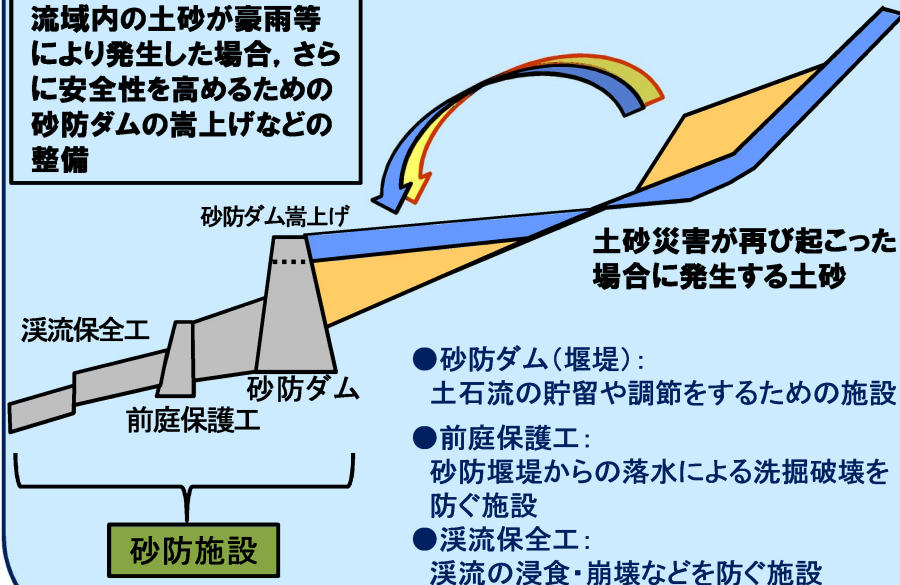 流域内の土砂が豪雨等
により発生した場合，さら
に安全性を高めるための
砂防ダムの嵩上げなどの
整備
砂防ダム嵩上げ
土砂災害が再び起こった
場合に発生する土砂
渓流保全工
砂防ダム
前庭保護工
砂防施設
●砂防ダム（堰堤）：
土石流の貯留や調節をするための施設
●前庭保護工：
砂防堰堤からの落水による洗掘破壊を
防ぐ施設
●渓流保全工：
渓流の浸食・崩壊などを防ぐ施設